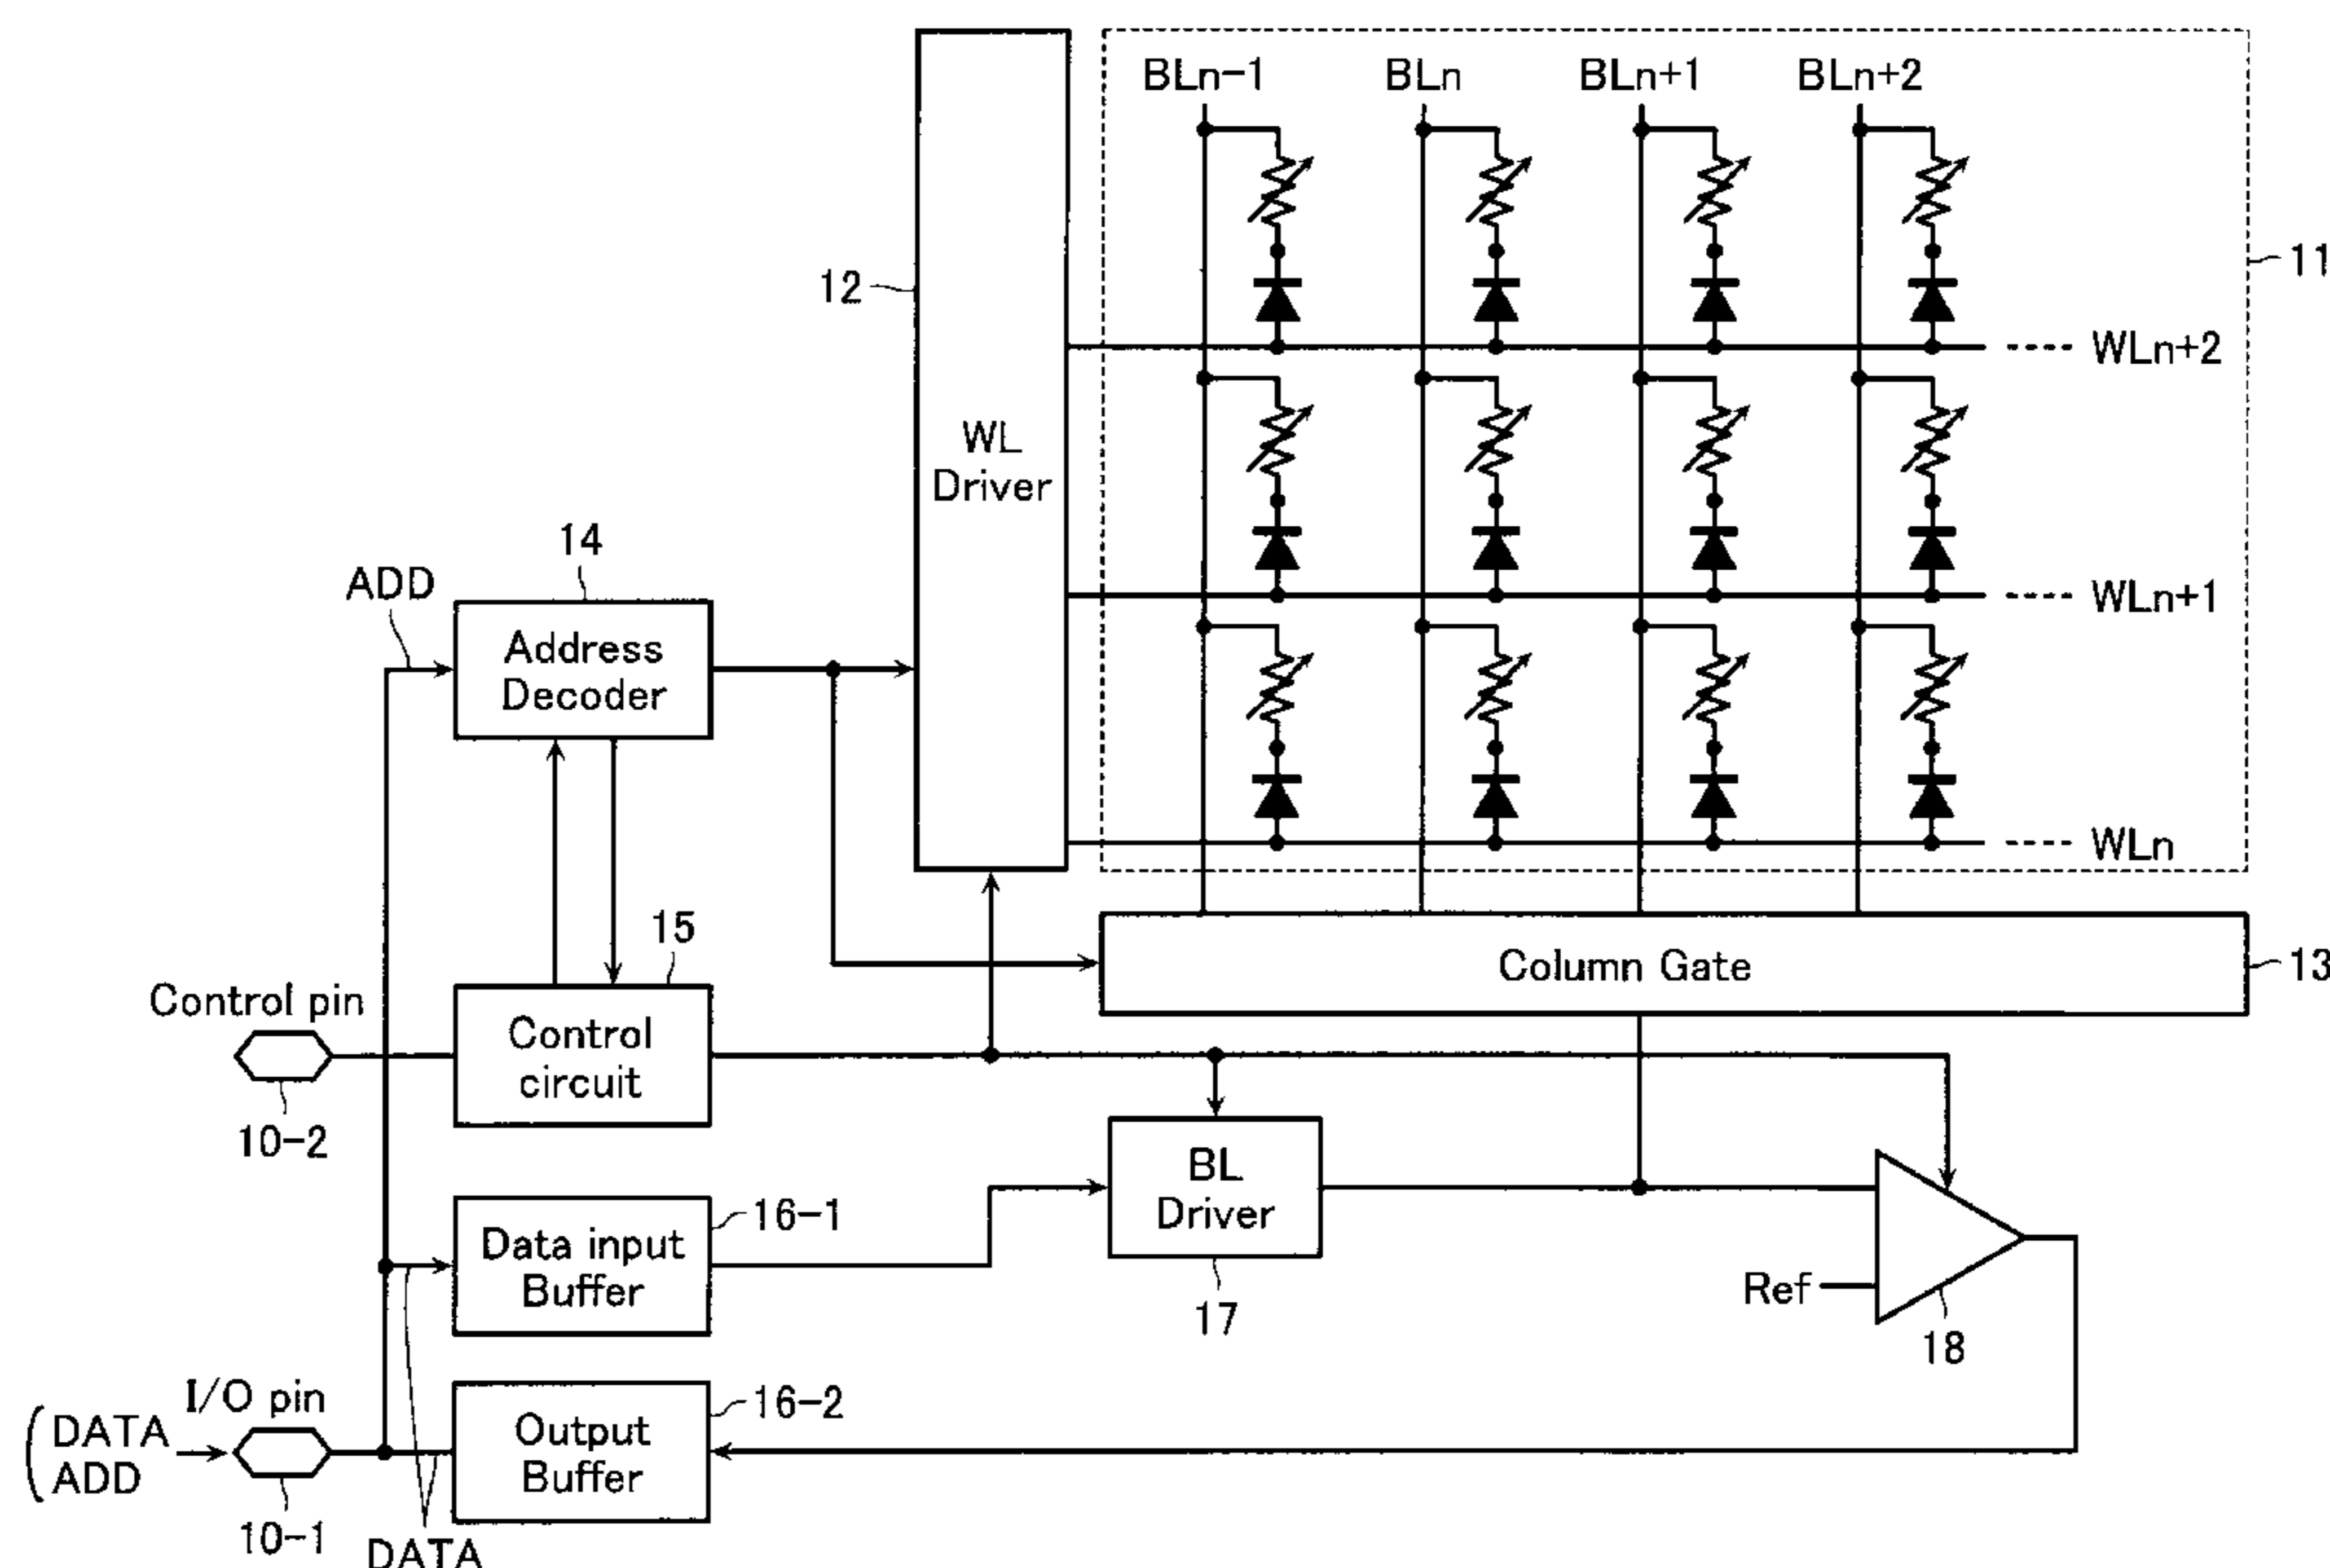 BLn-1 BLn BLn+1 BLn+2
11
12
WL
Driver
WLn+2
WLn+1
WLn
14
ADD
Address
Decoder
15
Column Gate
13
Control pin
10-2
Control
circuit
BL
Driver
17
16-1
Data input
Buffer
Ref
18
I/O pin
DATA
ADD
10-1
16-2
Output
Buffer
DATA